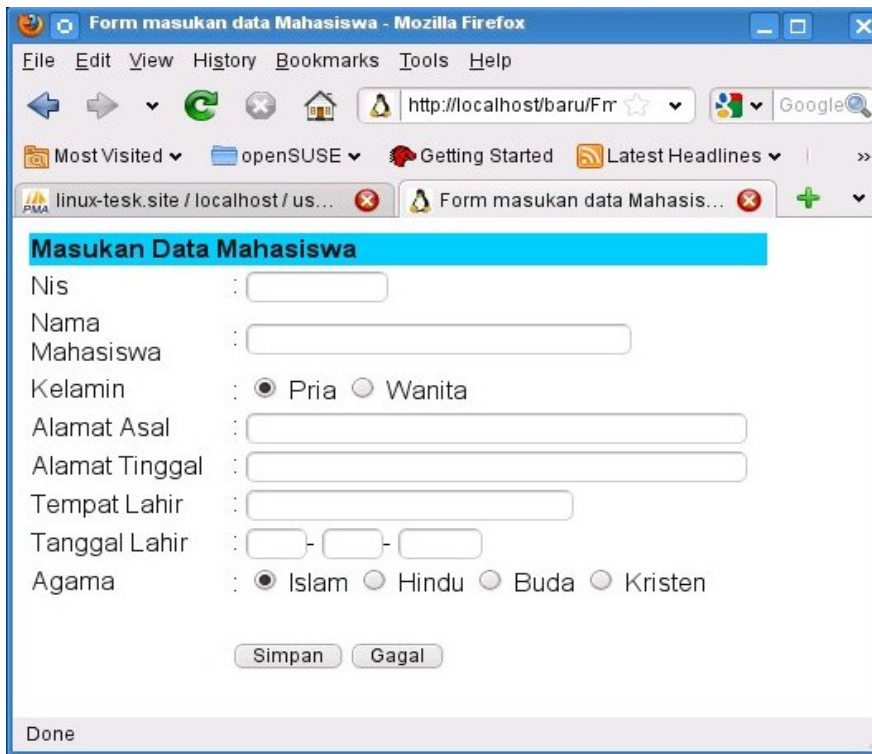 Form masukan data Mahasiswa - Mozilla Firefox
File Edit View History Bookmarks Tools Help
http://localhost/baru/Fr Google
Most Visited openSUSE Getting Started Latest Headlines »
PMA linux-tesk.site / localhost / us... Form masukan data Mahasis...
Masukan Data Mahasiswa
Nis :
Nama
Mahasiswa :
Kelamin : Pria Wanita
Alamat Asal :
Alamat Tinggal :
Tempat Lahir :
Tanggal Lahir : - -
Agama : Islam Hindu Buda Kristen
Simpan Gagal
Done